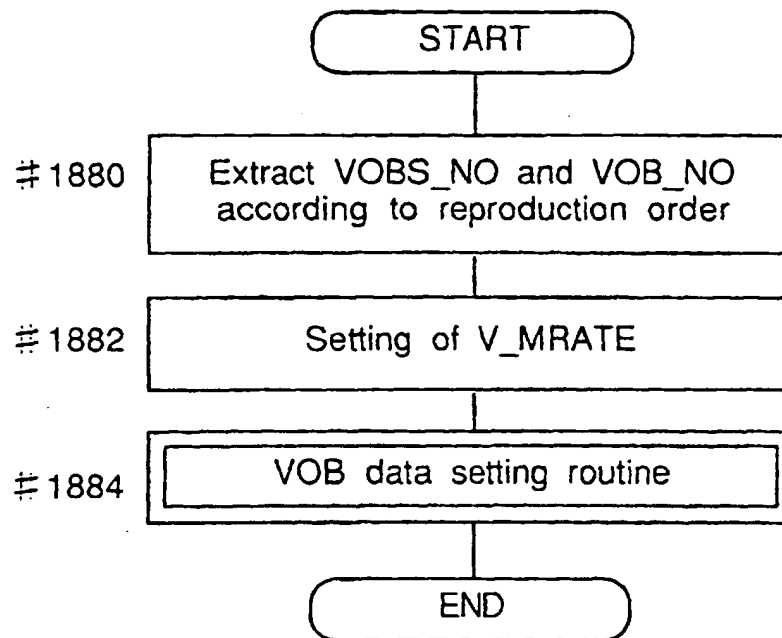 START
#1880
Extract VOBS_NO and VOB_NO
according to reproduction order
#1882
Setting of V_MRATE
#1884
VOB data setting routine
END